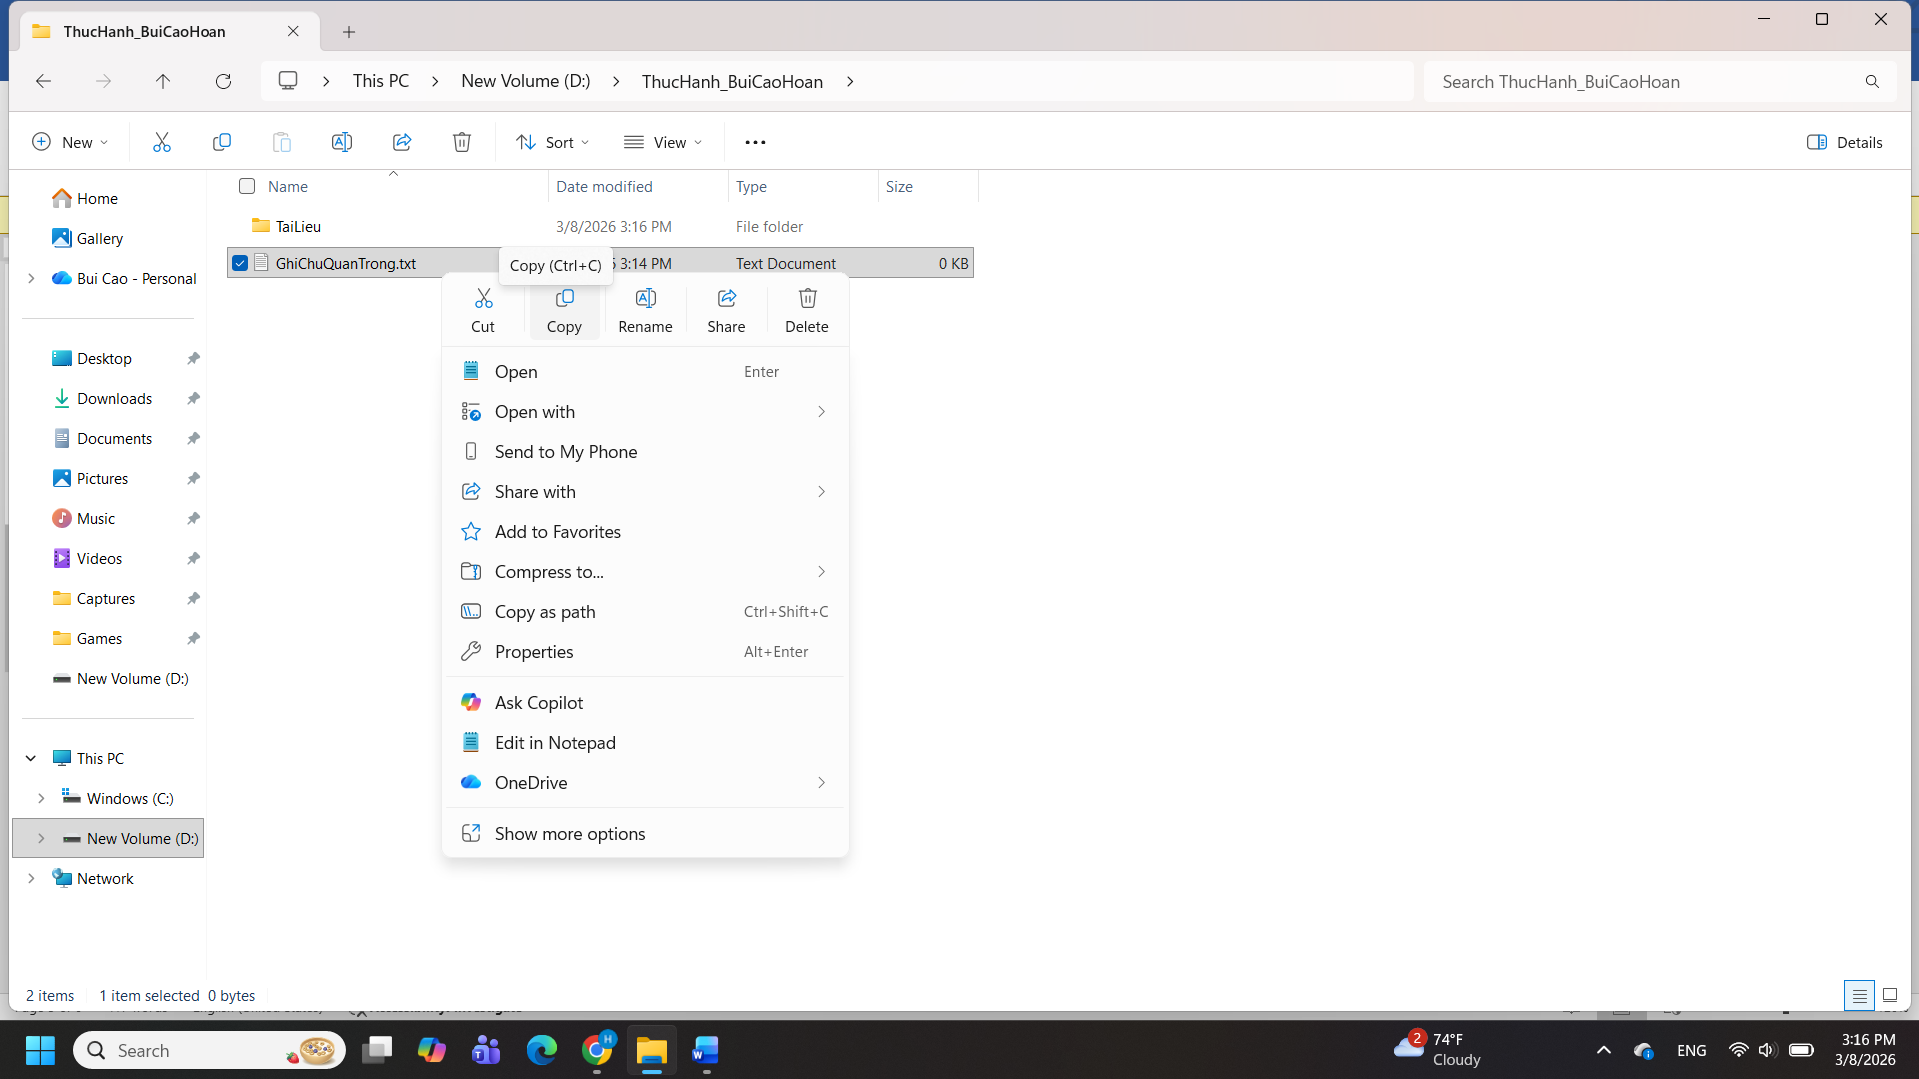 ThucHanh_BuiCaoHoan
This PC > New Volume (D:) > ThucHanh_BuiCaoHoan >
Search ThucHanh_BuiCaoHoan
New
Sort
View
Details
Name Date modified Type Size
TaiLieu 3/8/2026 3:16 PM File folder
GhiChuQuanTrong.txt 3:14 PM Text Document 0 KB
Copy (Ctrl+C)
Cut Copy Rename Share Delete
Open Enter
Open with
Send to My Phone
Share with
Add to Favorites
Compress to...
Copy as path Ctrl+Shift+C
Properties Alt+Enter
Ask Copilot
Edit in Notepad
OneDrive
Show more options
Home
Gallery
Bui Cao - Personal
Desktop
Downloads
Documents
Pictures
Music
Videos
Captures
Games
New Volume (D:)
This PC
Windows (C:)
New Volume (D:)
Network
2 items 1 item selected 0 bytes
Search
H
2
74°F
Cloudy
ENG
3:16 PM
3/8/2026